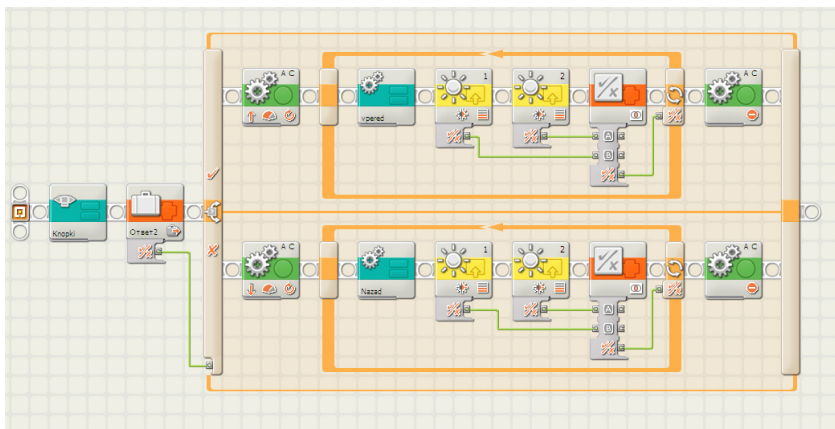 A C
1
2
vpered
A
B
A C
Knopki
Ответ2
A C
1
2
Nazad
A
B
A C